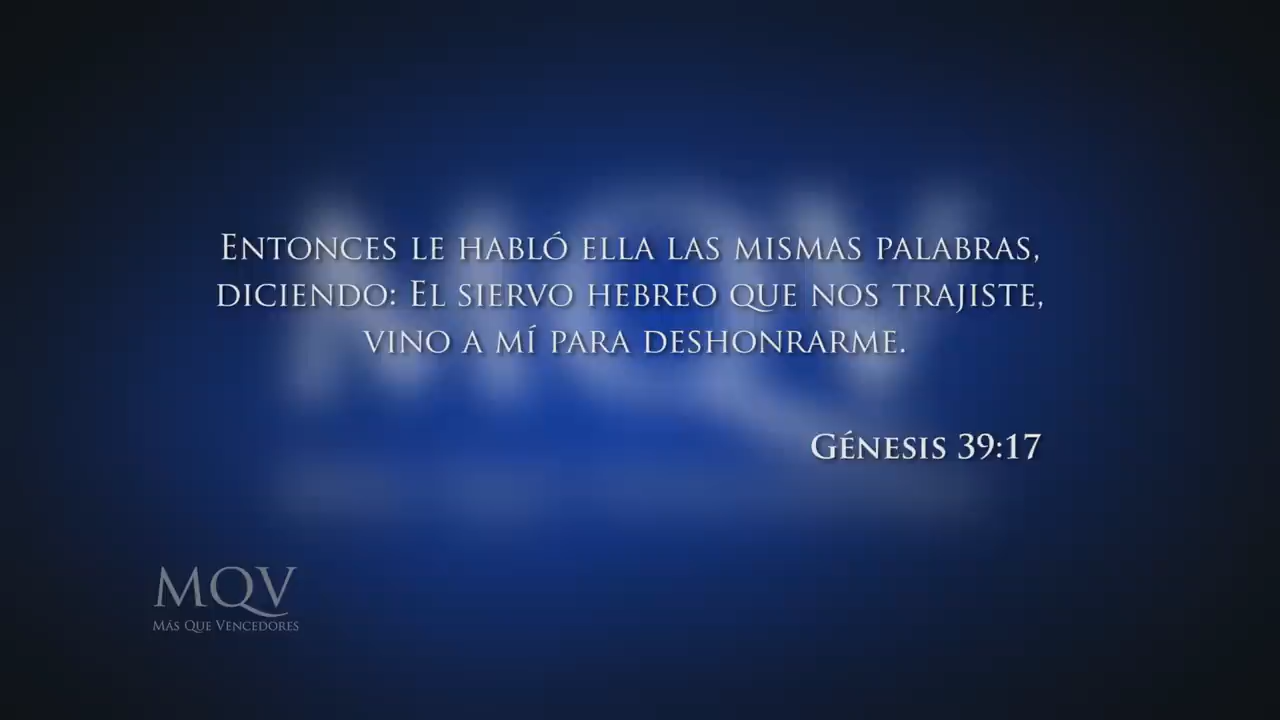 Entonces le habló ella las mismas palabras,
diciendo: El siervo hebreo que nos trajiste,
vino a mí para deshonrarme.
Génesis 39:17
MQV
Más Que Vencedores